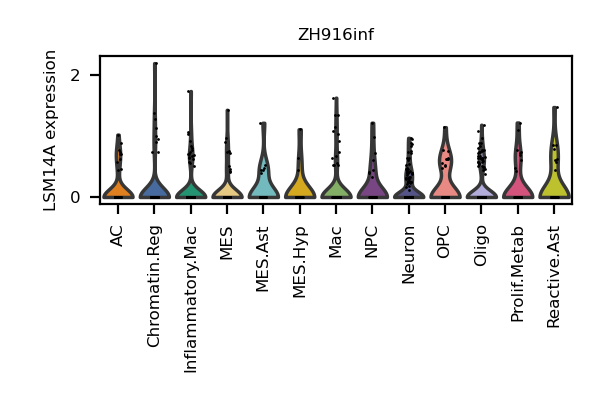 ZH916inf
LSM14A expression
2
0
AC
Chromatin.Reg
Inflammatory.Mac
MES
MES.Ast
MES.Hyp
Mac
NPC
Neuron
OPC
Oligo
Prolif.Metab
Reactive.Ast